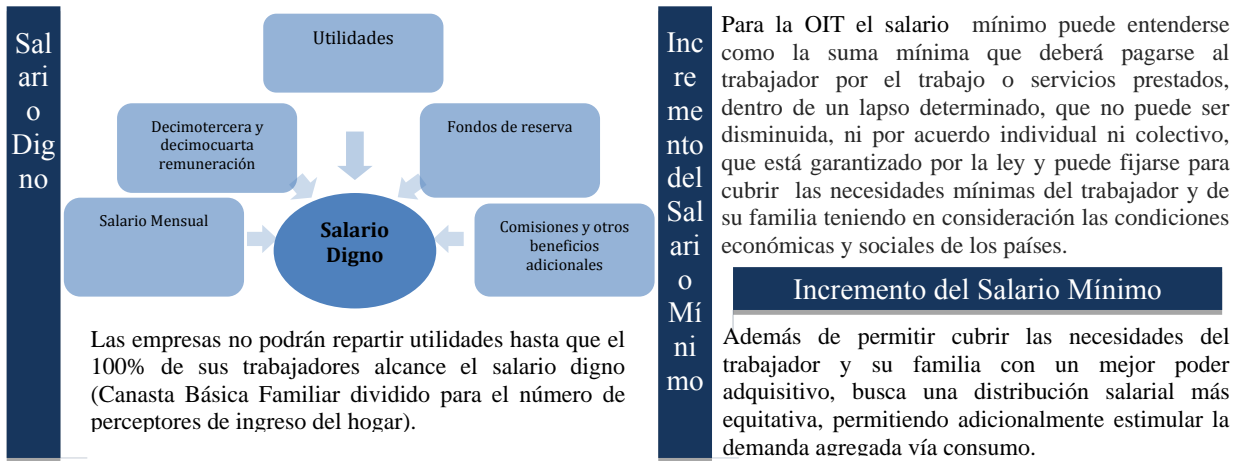 Sal
ari
o
Dig
no
Utilidades
Decimotercera y
decimocuarta
remuneración
Fondos de reserva
Salario Mensual
Salario
Digno
Comisiones y otros
beneficios
adicionales
Las empresas no podrán repartir utilidades hasta que el
100% de sus trabajadores alcance el salario digno
(Canasta Básica Familiar dividido para el número de
perceptores de ingreso del hogar).
Inc
re
me
nto
del
Sal
ari
o
Mí
ni
mo
Para la OIT el salario mínimo puede entenderse
como la suma mínima que deberá pagarse al
trabajador por el trabajo o servicios prestados,
dentro de un lapso determinado, que no puede ser
disminuida, ni por acuerdo individual ni colectivo,
que está garantizado por la ley y puede fijarse para
cubrir las necesidades mínimas del trabajador y de
su familia teniendo en consideración las condiciones
económicas y sociales de los países.
Incremento del Salario Mínimo
Además de permitir cubrir las necesidades del
trabajador y su familia con un mejor poder
adquisitivo, busca una distribución salarial más
equitativa, permitiendo adicionalmente estimular la
demanda agregada vía consumo.